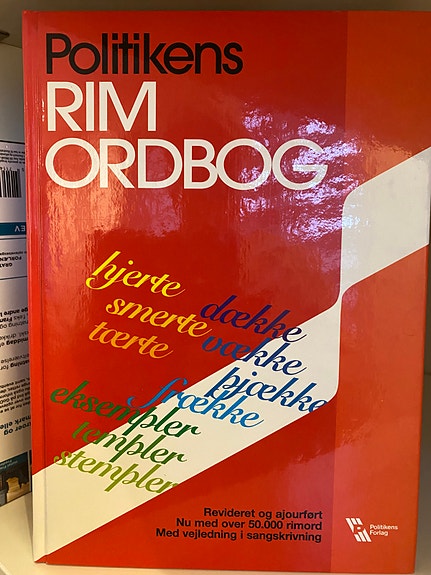 Politikens
RIM
ORDBOG
hjerte
smerte
tærte
dække
vække
pjække
frække
eksempler
templer
stempler
Revideret og ajourført
Nu med over 50.000 rimord
Med vejledning i sangskrivning
Politikens
Forlag